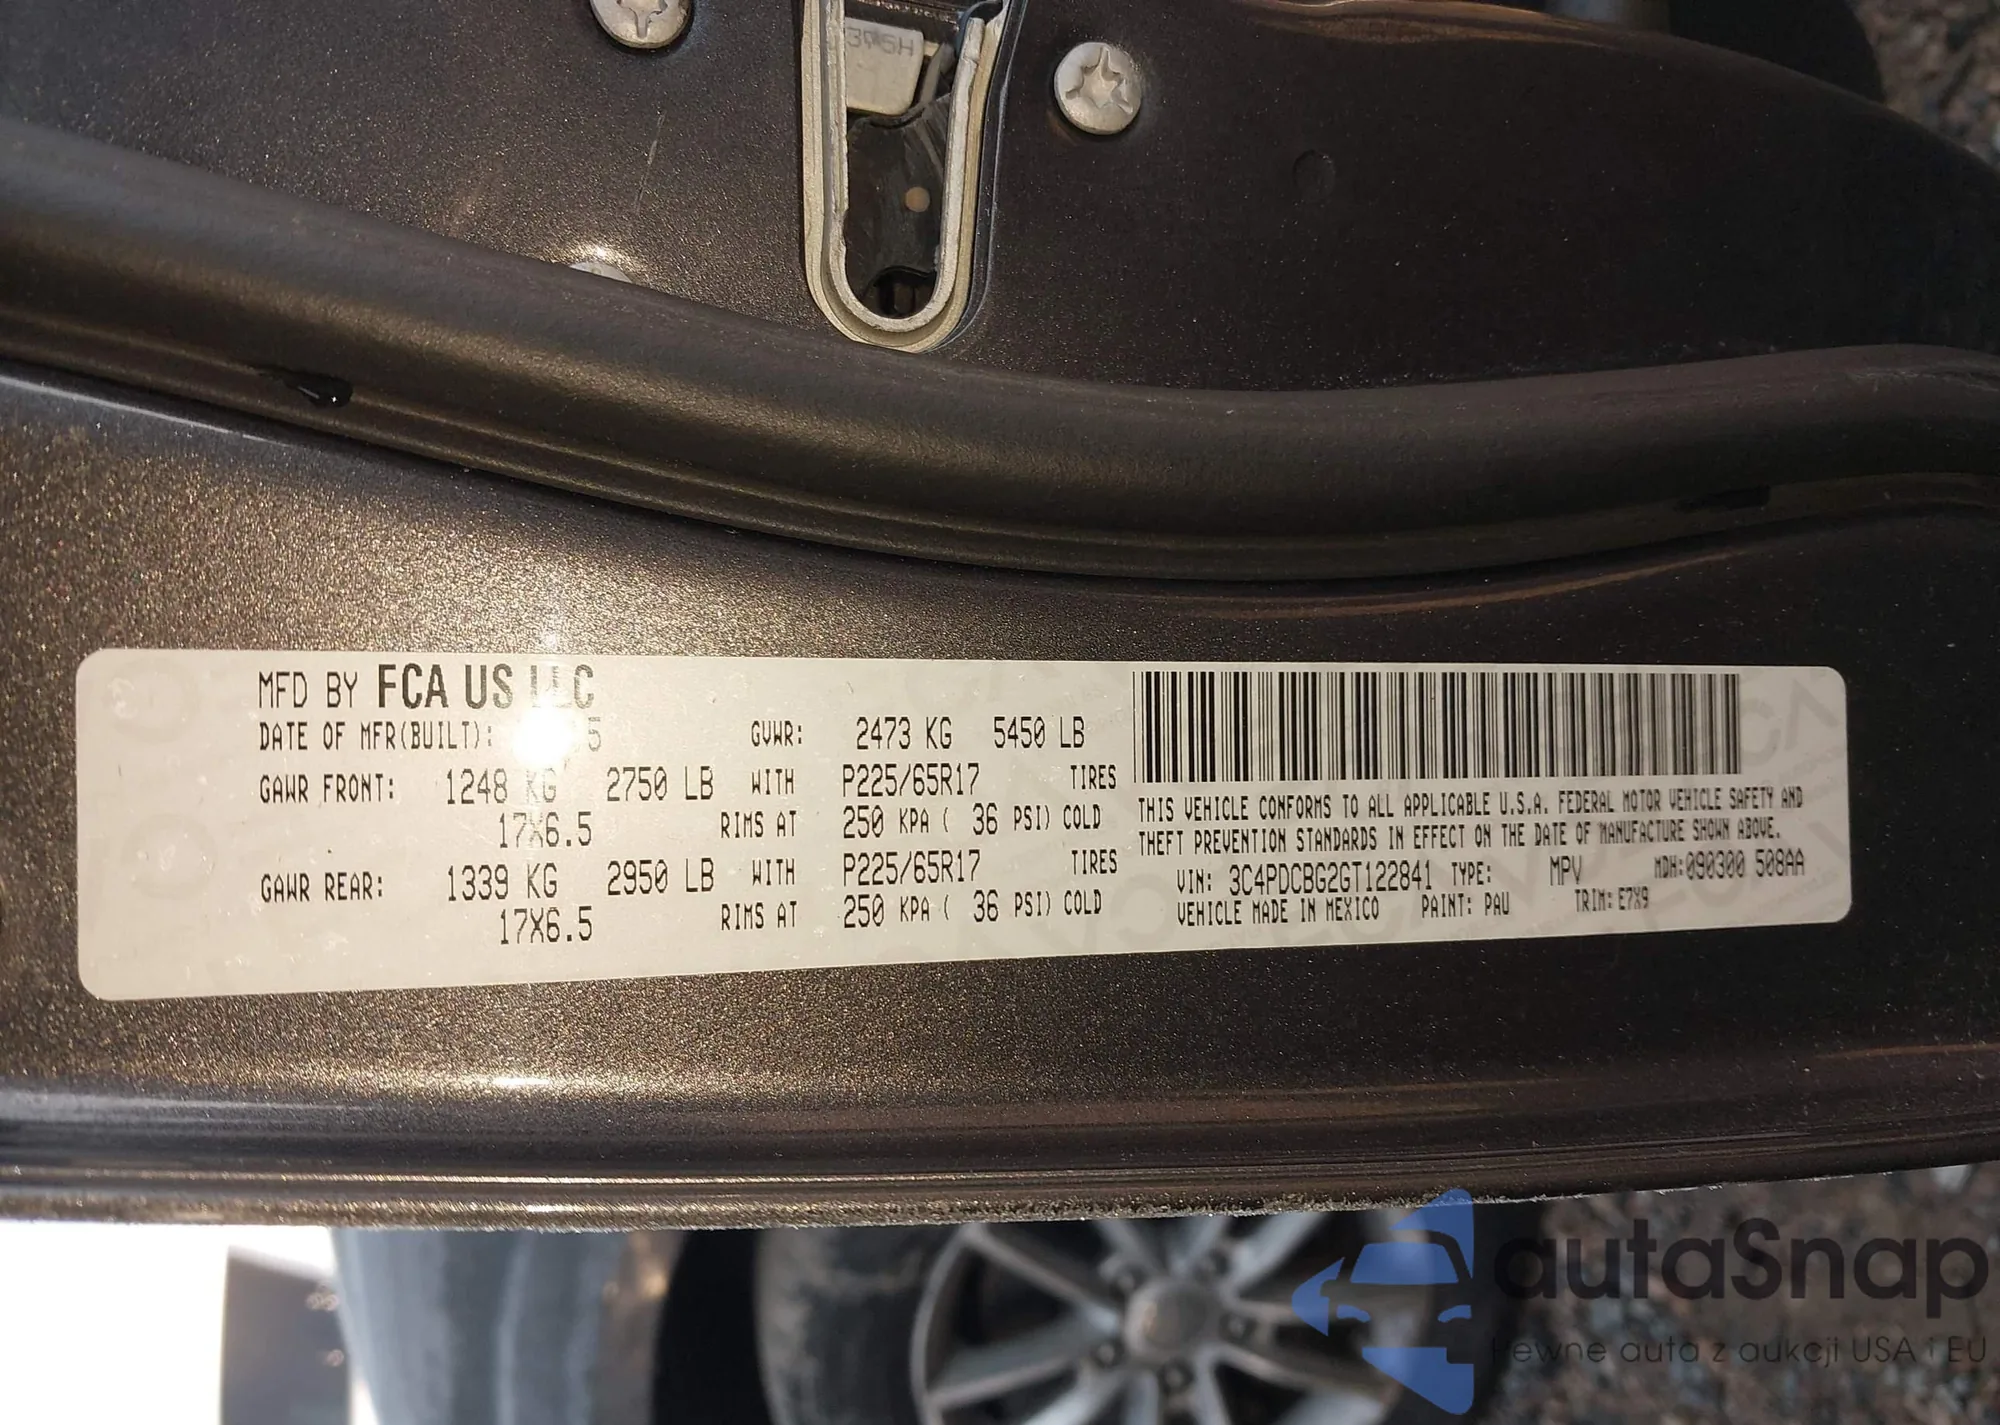 MFD BY FCA US LLC
DATE OF MFR(BUILT): GVWR: 2473 KG 5450 LB
GAWR FRONT: 1248 KG 2750 LB WITH P225/65R17 TIRES
17X6.5 RIMS AT 250 KPA ( 36 PSI) COLD
GAWR REAR: 1339 KG 2950 LB WITH P225/65R17 TIRES
17X6.5 RIMS AT 250 KPA ( 36 PSI) COLD
THIS VEHICLE CONFORMS TO ALL APPLICABLE U.S.A. FEDERAL MOTOR VEHICLE SAFETY AND
THEFT PREVENTION STANDARDS IN EFFECT ON THE DATE OF MANUFACTURE SHOWN ABOVE.
VIN: 3C4PDCBG2GT122841 TYPE: MPV MDH: 090300 508AA
VEHICLE MADE IN MEXICO PAINT: PAU TRIM: E7X9
autaSnap
Pewne auta z aukcji USA i EU